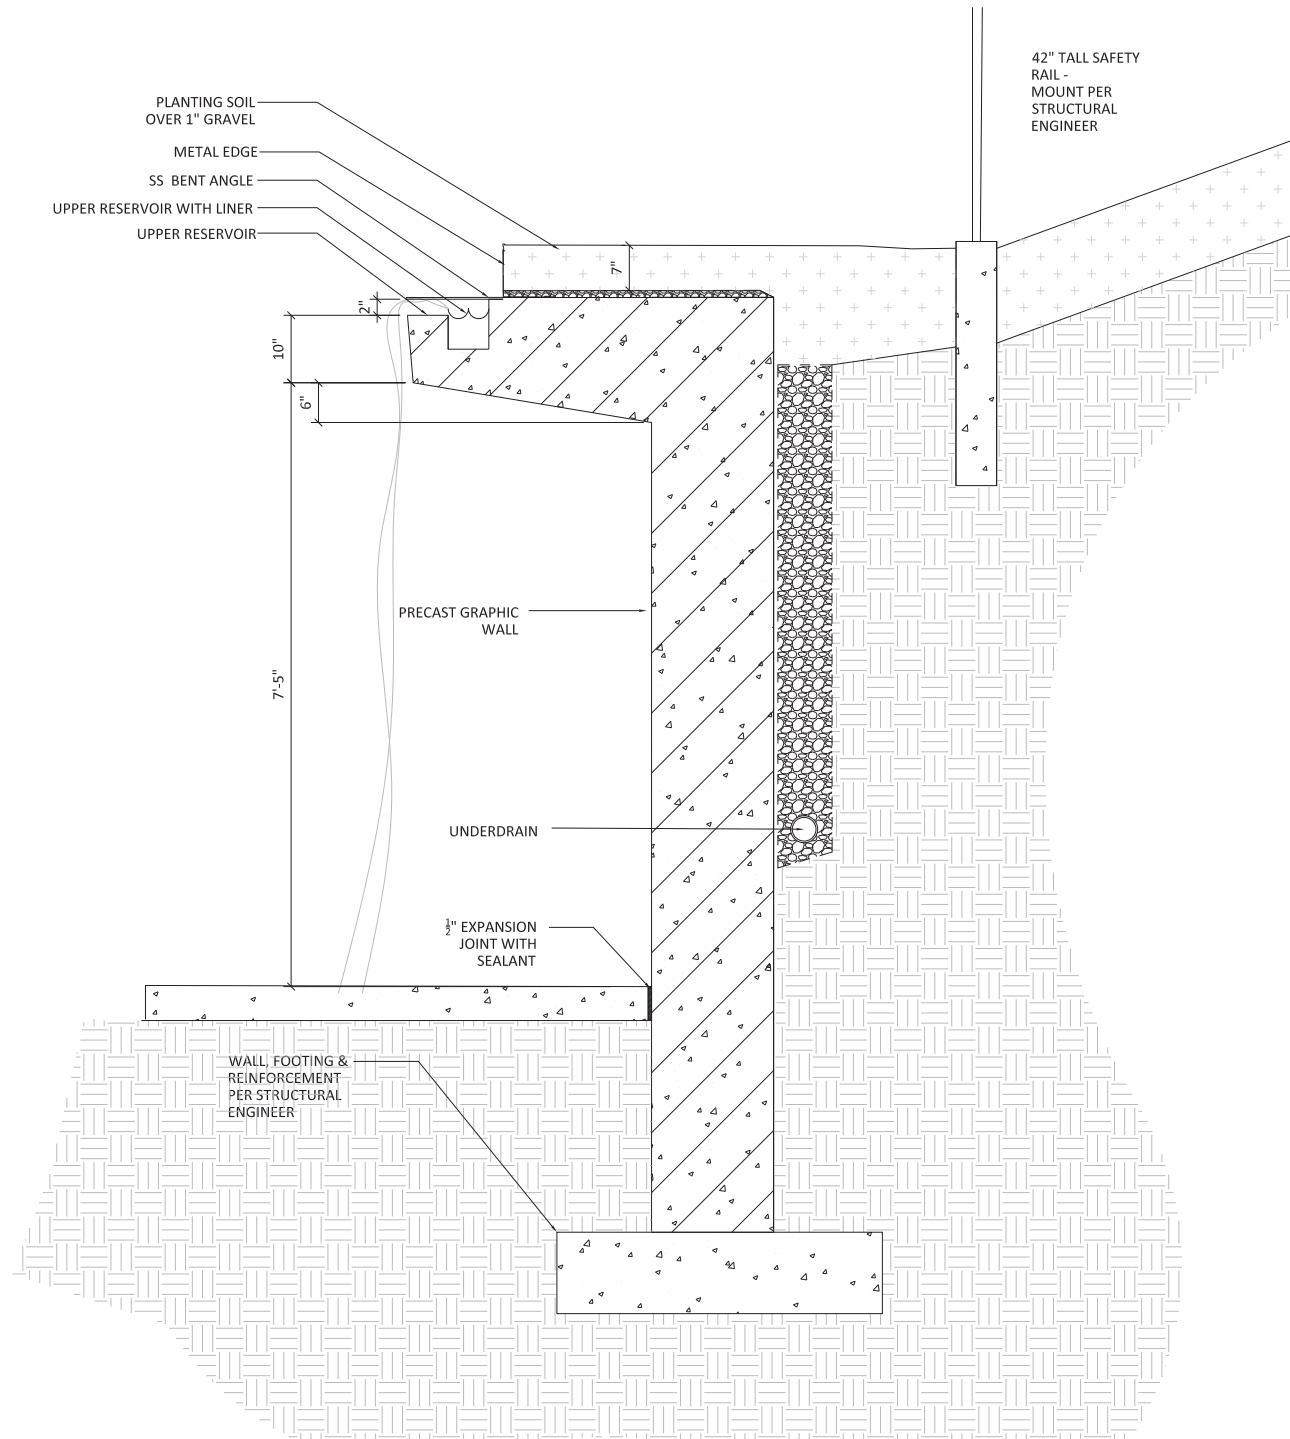 42" TALL SAFETY
RAIL -
MOUNT PER
STRUCTURAL
ENGINEER
PLANTING SOIL
OVER 1" GRAVEL
METAL EDGE
SS BENT ANGLE
UPPER RESERVOIR WITH LINER
UPPER RESERVOIR
7"
2"
10"
6"
PRECAST GRAPHIC
WALL
7'-5"
UNDERDRAIN
1/2" EXPANSION
JOINT WITH
SEALANT
WALL, FOOTING &
REINFORCEMENT
PER STRUCTURAL
ENGINEER